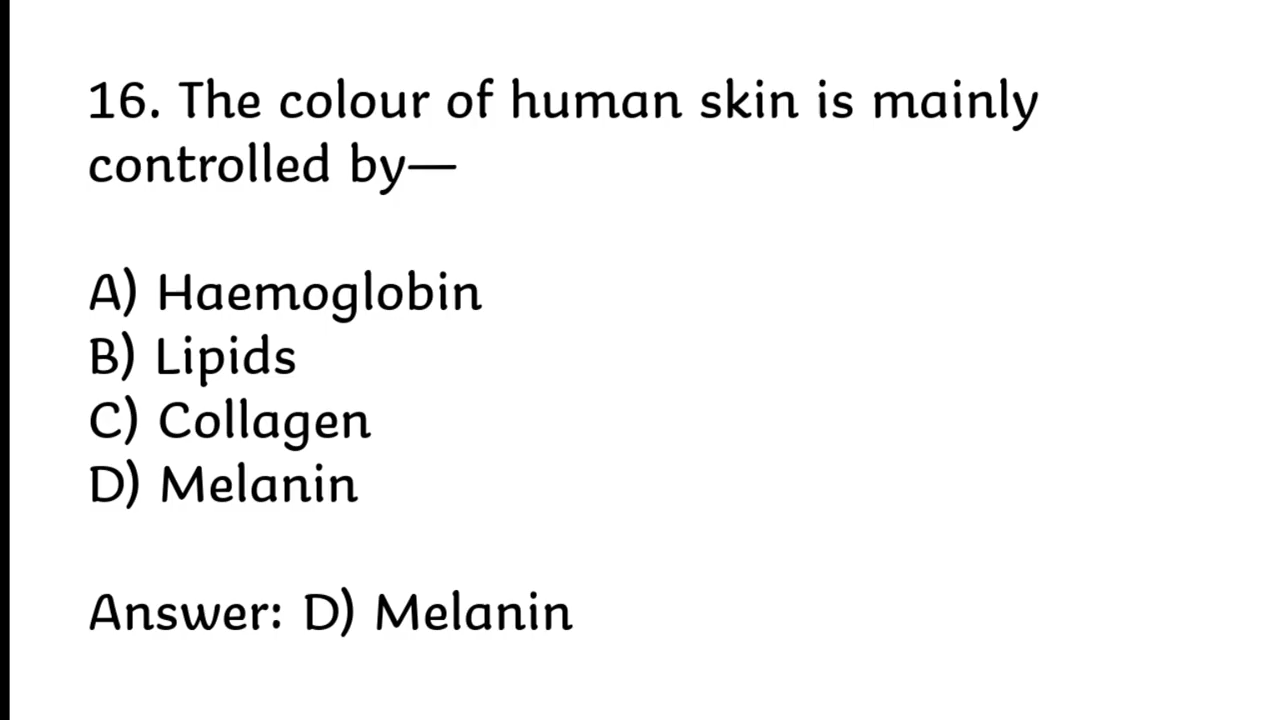 16. The colour of human skin is mainly
controlled by—
A) Haemoglobin
B) Lipids
C) Collagen
D) Melanin
Answer: D) Melanin